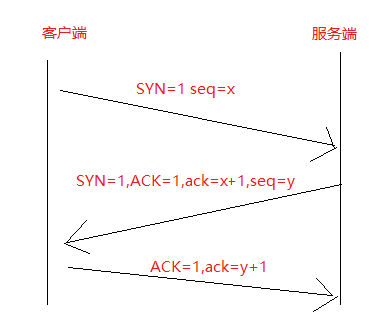 客户端
服务端
SYN=1 seq=x
SYN=1,ACK=1,ack=x+1,seq=y
ACK=1,ack=y+1